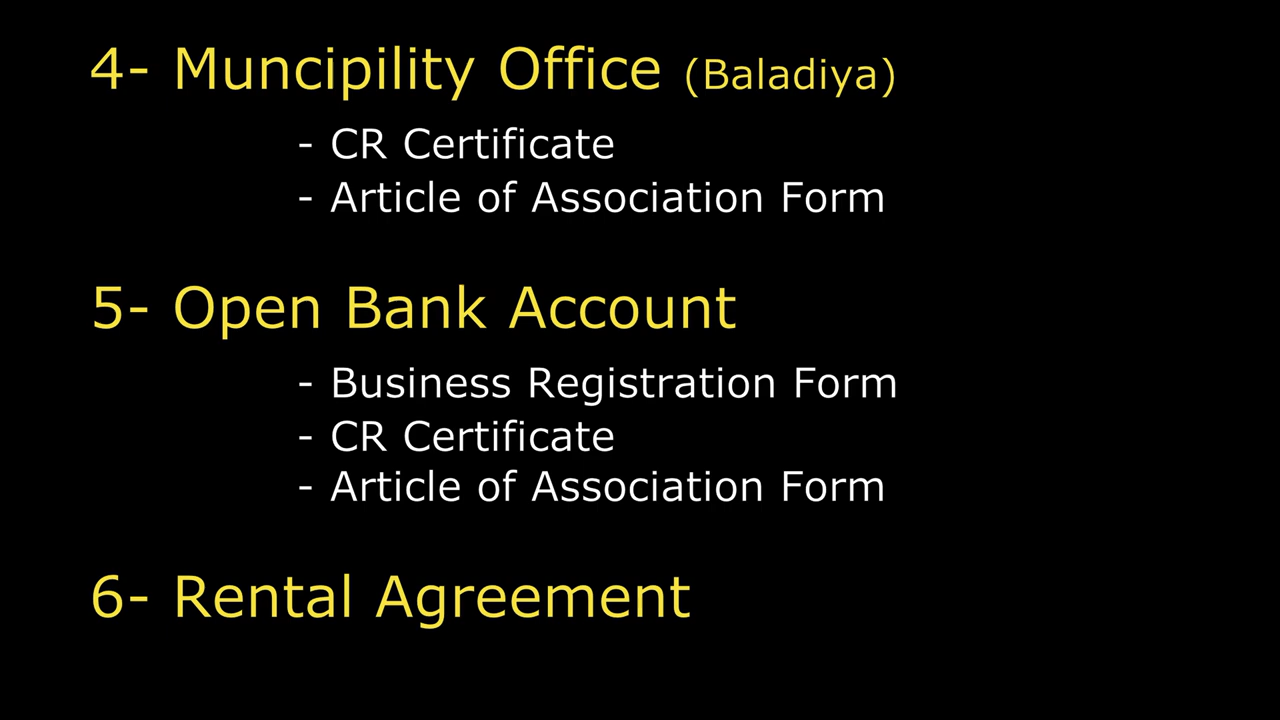 4- Muncipility Office (Baladiya)
- CR Certificate
- Article of Association Form
5- Open Bank Account
- Business Registration Form
- CR Certificate
- Article of Association Form
6- Rental Agreement